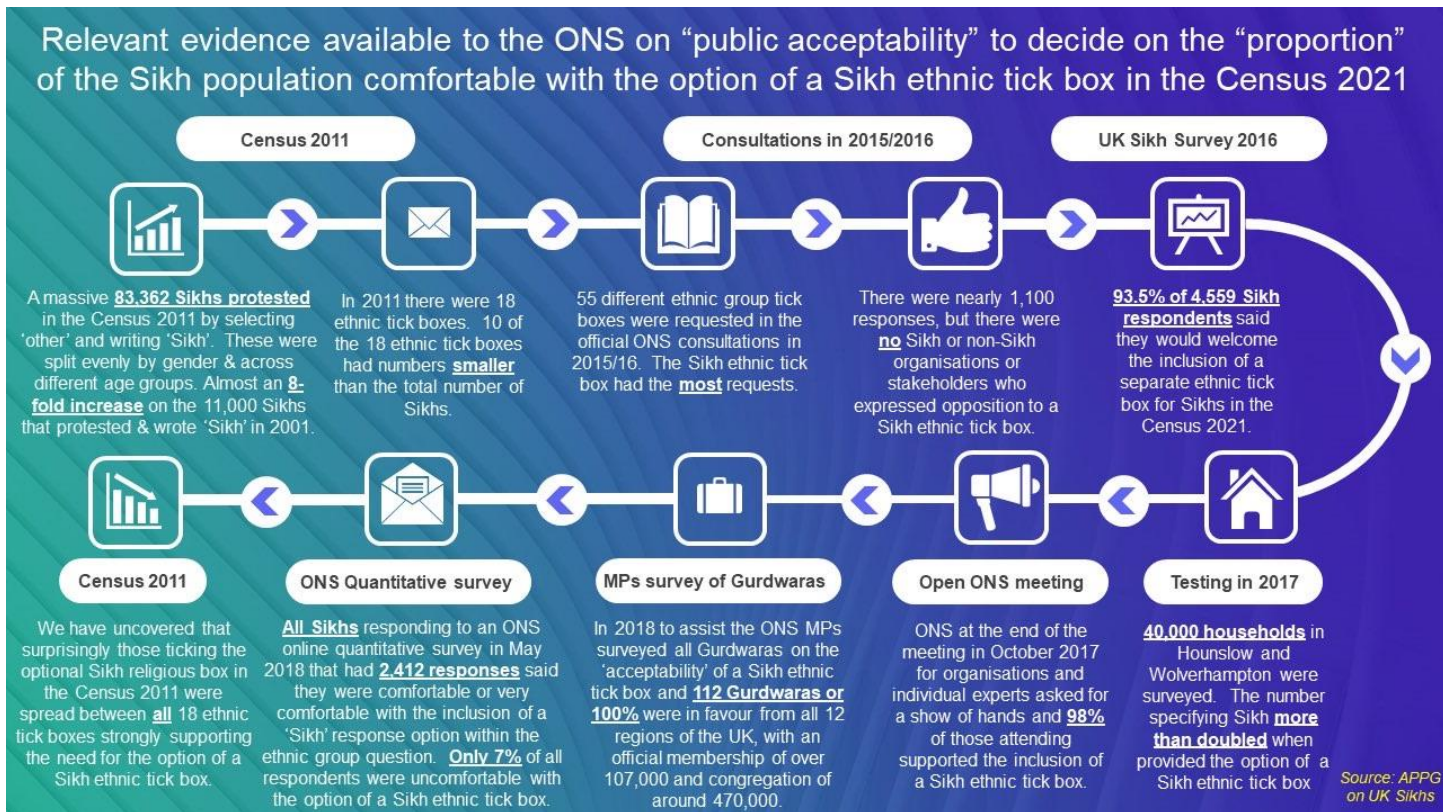 Relevant evidence available to the ONS on “public acceptability” to decide on the “proportion”
of the Sikh population comfortable with the option of a Sikh ethnic tick box in the Census 2021
Census 2011
Consultations in 2015/2016
UK Sikh Survey 2016
A massive 83,362 Sikhs protested
in the Census 2011 by selecting
‘other’ and writing ‘Sikh’. These were
split evenly by gender & across
different age groups. Almost an 8-
fold increase on the 11,000 Sikhs
that protested & wrote ‘Sikh’ in 2001.
In 2011 there were 18
ethnic tick boxes. 10 of
the 18 ethnic tick boxes
had numbers smaller
than the total number of
Sikhs.
55 different ethnic group tick
boxes were requested in the
official ONS consultations in
2015/16. The Sikh ethnic tick
box had the most requests.
There were nearly 1,100
responses, but there were
no Sikh or non-Sikh
organisations or
stakeholders who
expressed opposition to a
Sikh ethnic tick box.
93.5% of 4,559 Sikh
respondents said
they would welcome
the inclusion of a
separate ethnic tick
box for Sikhs in the
Census 2021.
Census 2011
We have uncovered that
surprisingly those ticking the
optional Sikh religious box in
the Census 2011 were
spread between all 18 ethnic
tick boxes strongly supporting
the need for the option of a
Sikh ethnic tick box.
ONS Quantitative survey
All Sikhs responding to an ONS
online quantitative survey in May
2018 that had 2,412 responses said
they were comfortable or very
comfortable with the inclusion of a
‘Sikh’ response option within the
ethnic group question. Only 7% of all
respondents were uncomfortable with
the option of a Sikh ethnic tick box.
MPs survey of Gurdwaras
In 2018 to assist the ONS MPs
surveyed all Gurdwaras on the
‘acceptability’ of a Sikh ethnic
tick box and 112 Gurdwaras or
100% were in favour from all 12
regions of the UK, with an
official membership of over
107,000 and congregation of
around 470,000.
Open ONS meeting
ONS at the end of the
meeting in October 2017
for organisations and
individual experts asked for
a show of hands and 98%
of those attending
supported the inclusion of
a Sikh ethnic tick box.
Testing in 2017
40,000 households in
Hounslow and
Wolverhampton were
surveyed. The number
specifying Sikh more
than doubled when
provided the option of a
Sikh ethnic tick box
Source: APPG
on UK Sikhs